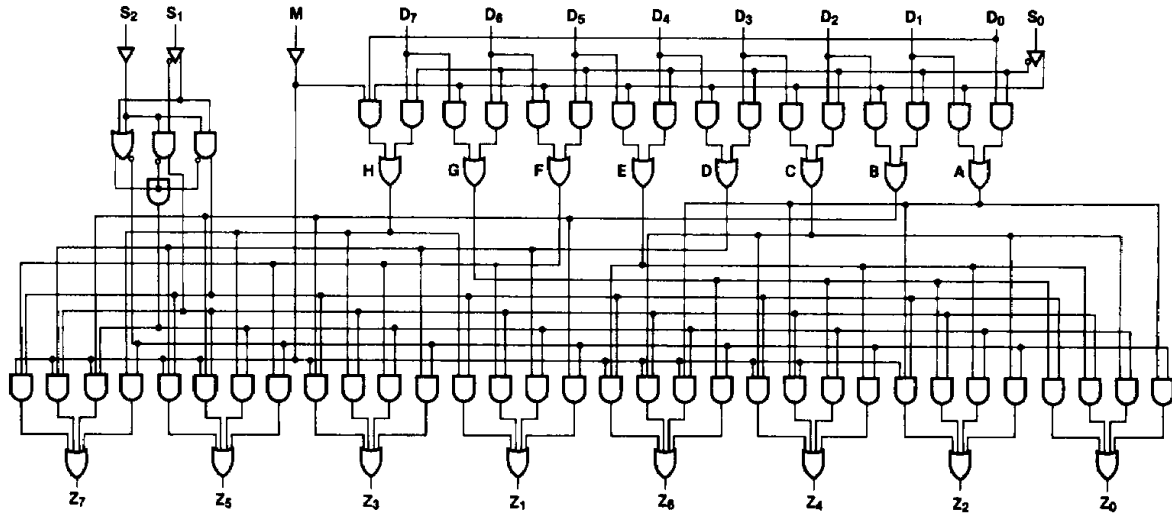 S₂ S₁ M D₇ D₆ D₅ D₄ D₃ D₂ D₁ D₀ S₀
H G F E D C B A
Z₇ Z₅ Z₃ Z₁ Z₆ Z₄ Z₂ Z₀